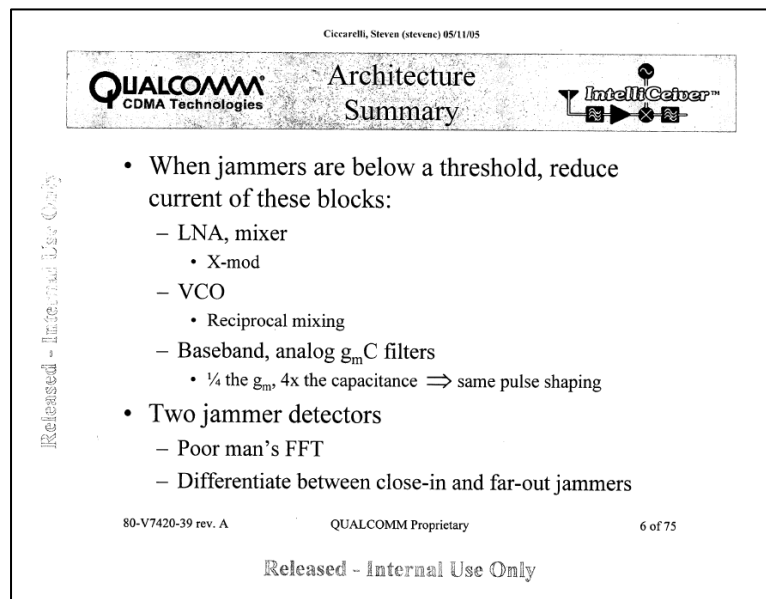 Ciccarelli, Steven (stevenc) 05/11/05
QUALCOMM
CDMA Technologies
Architecture
Summary
IntelliCeiver™
• When jammers are below a threshold, reduce
current of these blocks:
– LNA, mixer
• X-mod
– VCO
• Reciprocal mixing
– Baseband, analog gmC filters
• ¼ the gm, 4x the capacitance ⟹ same pulse shaping
• Two jammer detectors
– Poor man's FFT
– Differentiate between close-in and far-out jammers
Released - Internal Use Only
80-V7420-39 rev. A QUALCOMM Proprietary 6 of 75
Released - Internal Use Only